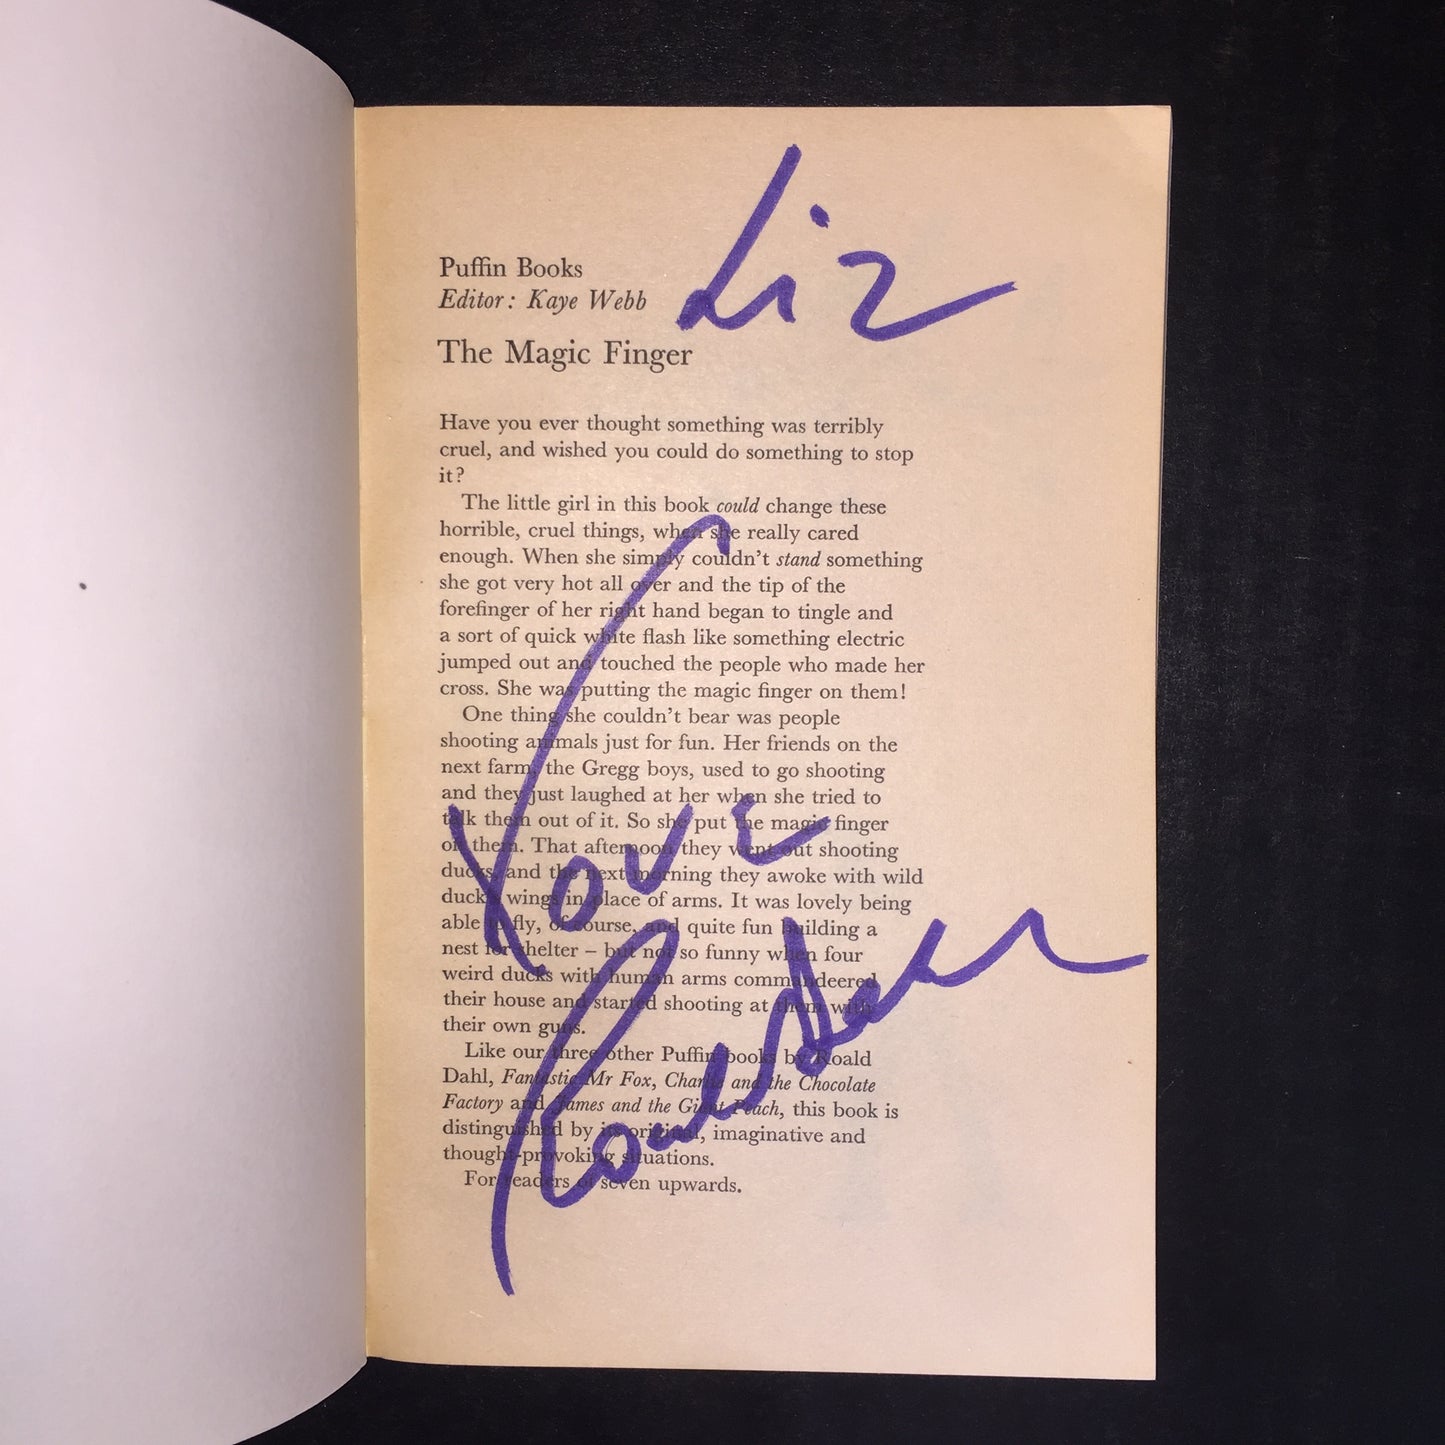 Liz
Puffin Books
Editor: Kaye Webb
The Magic Finger
Have you ever thought something was terribly
cruel, and wished you could do something to stop
it?
The little girl in this book could change these
horrible, cruel things, when she really cared
enough. When she simply couldn't stand something
she got very hot all over and the tip of the
forefinger of her right hand began to tingle and
a sort of quick white flash like something electric
jumped out and touched the people who made her
cross. She was putting the magic finger on them!
One thing she couldn't bear was people
shooting animals just for fun. Her friends on the
next farm, the Gregg boys, used to go shooting
and they just laughed at her when she tried to
talk them out of it. So she put the magic finger
on them. That afternoon they went out shooting
ducks, and the next morning they awoke with wild
duck's wings in place of arms. It was lovely being
able to fly, of course, and quite fun building a
nest for shelter – but not so funny when four
weird ducks with human arms commandeered
their house and started shooting at them with
their own guns.
Like our three other Puffin books by Roald
Dahl, Fantastic Mr Fox, Charlie and the Chocolate
Factory and James and the Giant Peach, this book is
distinguished by its original, imaginative and
thought-provoking situations.
For readers of seven upwards.
Love
Roald Dahl